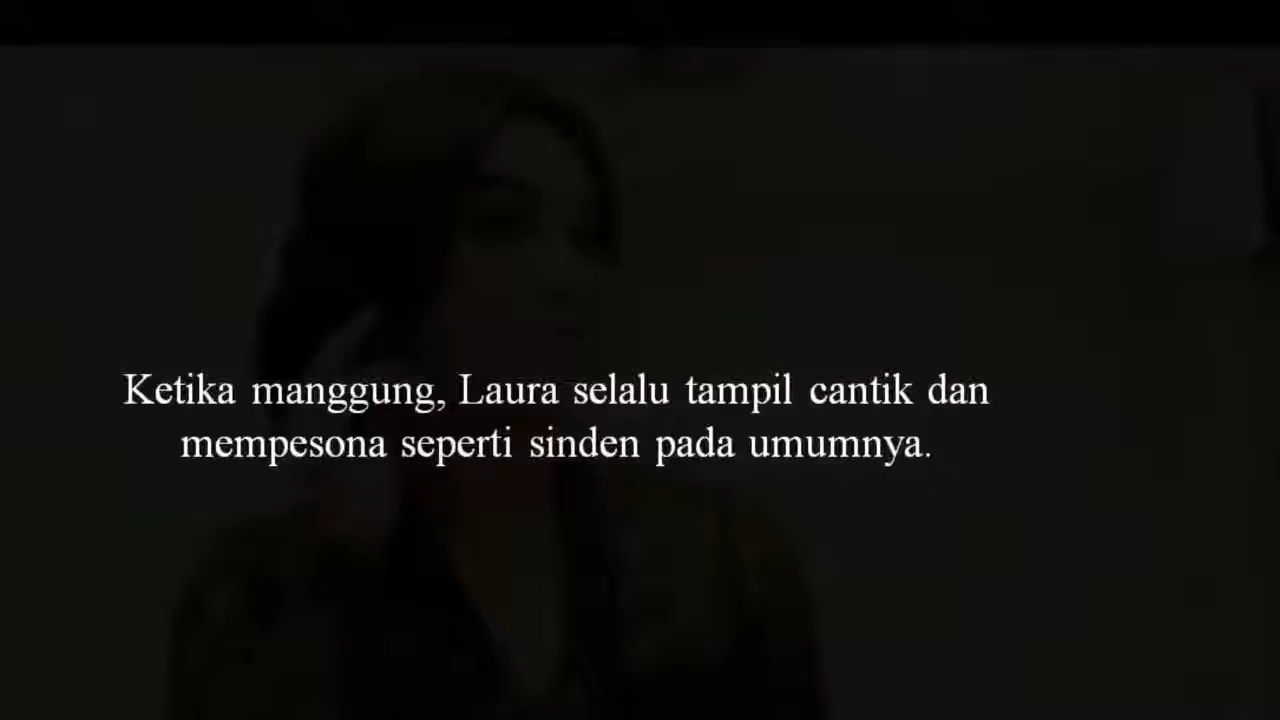 Ketika manggung, Laura selalu tampil cantik dan
mempesona seperti sinden pada umumnya.